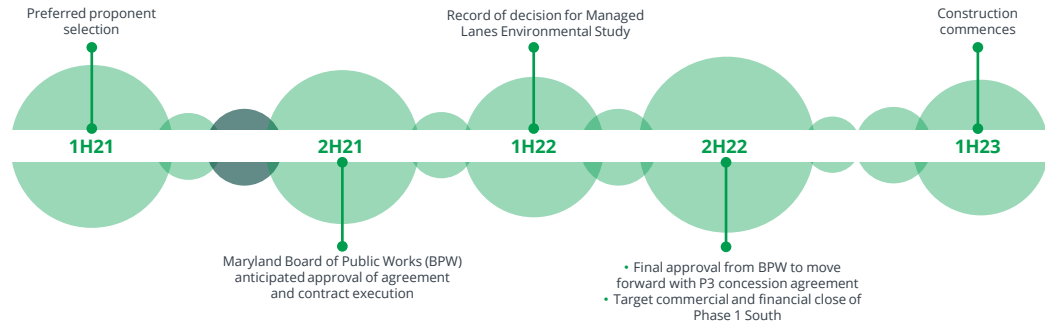 Preferred proponent
selection
Record of decision for Managed
Lanes Environmental Study
Construction
commences
1H21
2H21
1H22
2H22
1H23
Maryland Board of Public Works (BPW)
anticipated approval of agreement
and contract execution
• Final approval from BPW to move
forward with P3 concession agreement
• Target commercial and financial close of
Phase 1 South